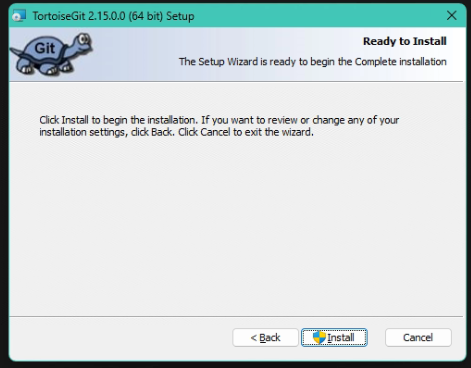 TortoiseGit 2.15.0.0 (64 bit) Setup
Git
Ready to Install
The Setup Wizard is ready to begin the Complete installation
Click Install to begin the installation. If you want to review or change any of your
installation settings, click Back. Click Cancel to exit the wizard.
< Back
Install
Cancel